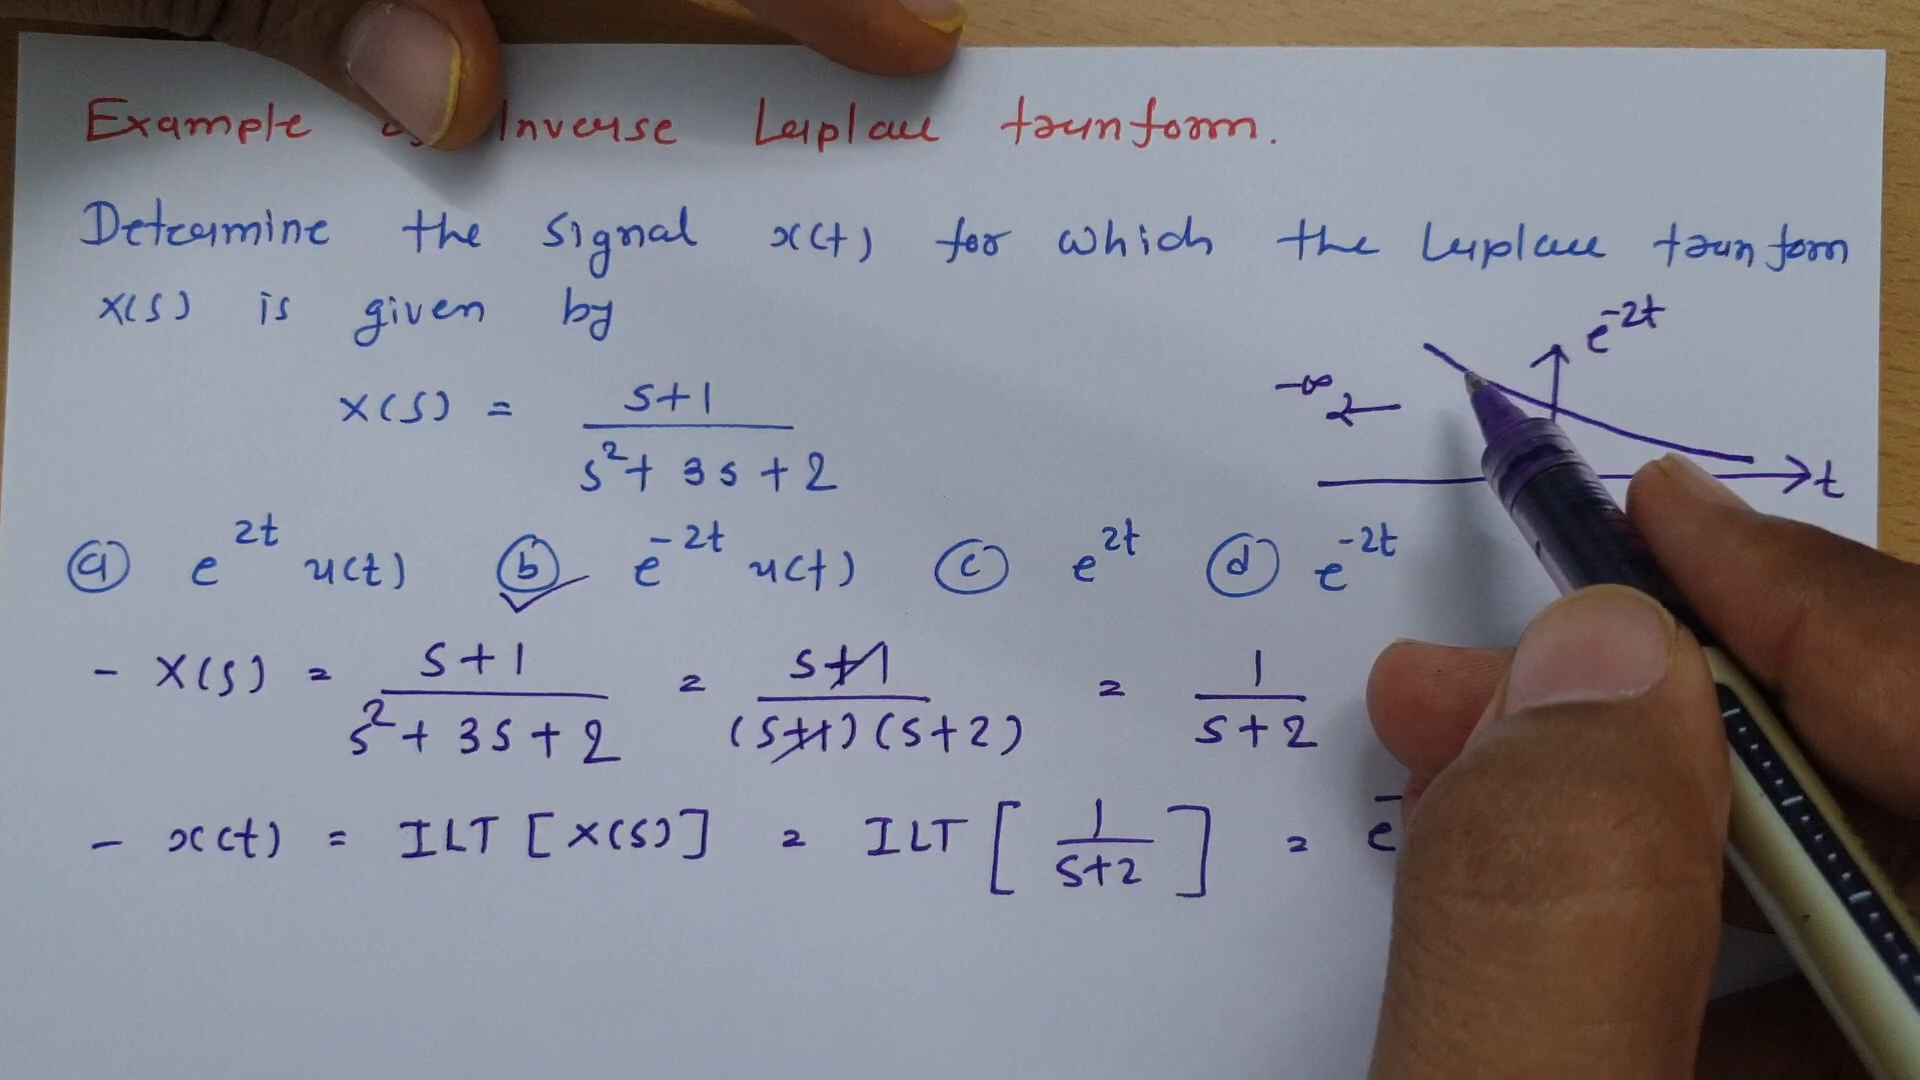 Example Inverse Laplace transform.
Determine the signal x(t) for which the Laplace transform
X(s) is given by
e^-2t
-∞
X(s) = s+1 / s^2 + 3s + 2
t
(a) e^2t u(t) (b) e^-2t u(t) (c) e^2t (d) e^-2t
- X(s) = s+1 / s^2 + 3s + 2 = s+1 / (s+1)(s+2) = 1 / s+2
- x(t) = ILT [X(s)] = ILT [ 1 / s+2 ] = e^-